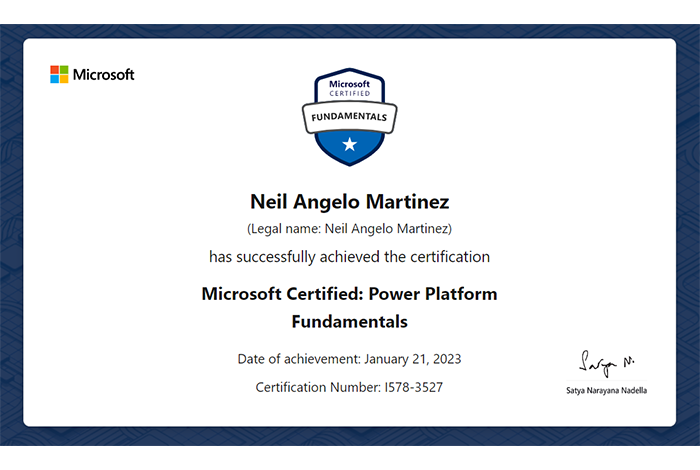 Microsoft
Microsoft
CERTIFIED
FUNDAMENTALS
Neil Angelo Martinez
(Legal name: Neil Angelo Martinez)
has successfully achieved the certification
Microsoft Certified: Power Platform
Fundamentals
Date of achievement: January 21, 2023
Certification Number: I578-3527
Satya N.
Satya Narayana Nadella